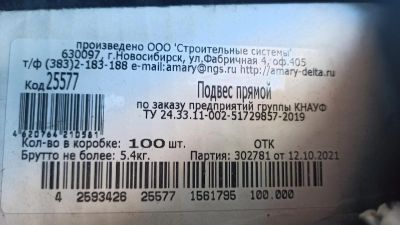 произведено ООО 'Строительные системы'
630097, г.Новосибирск, ул.Фабричная 4, оф.405
т/ф (383)2-183-188 e-mail:amary@ngs.ru http://amary-delta.ru
Код 25577
Подвес прямой
по заказу предприятий группы КНАУФ
ТУ 24.33.11-002-51729857-2019
4 620764 210581
Кол-во в коробке: 100 шт. ОТК
Брутто не более: 5.4кг. Партия: 302781 от 12.10.2021
4 2593426 25577 1561795 100.000